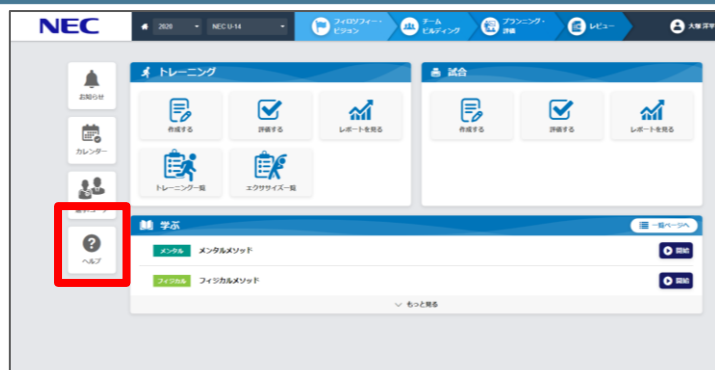 NEC
2020
NEC U-14
フィロソフィー・
ビジョン
チーム
ビルディング
プランニング・
評価
レビュー
お知らせ
カレンダー
ヘルプ
トレーニング
作成する
評価する
レポートを見る
トレーニング一覧
エクササイズ一覧
試合
作成する
評価する
レポートを見る
学ぶ
一覧ページへ
メンタル
メンタルメソッド
開始
フィジカル
フィジカルメソッド
開始
もっと見る